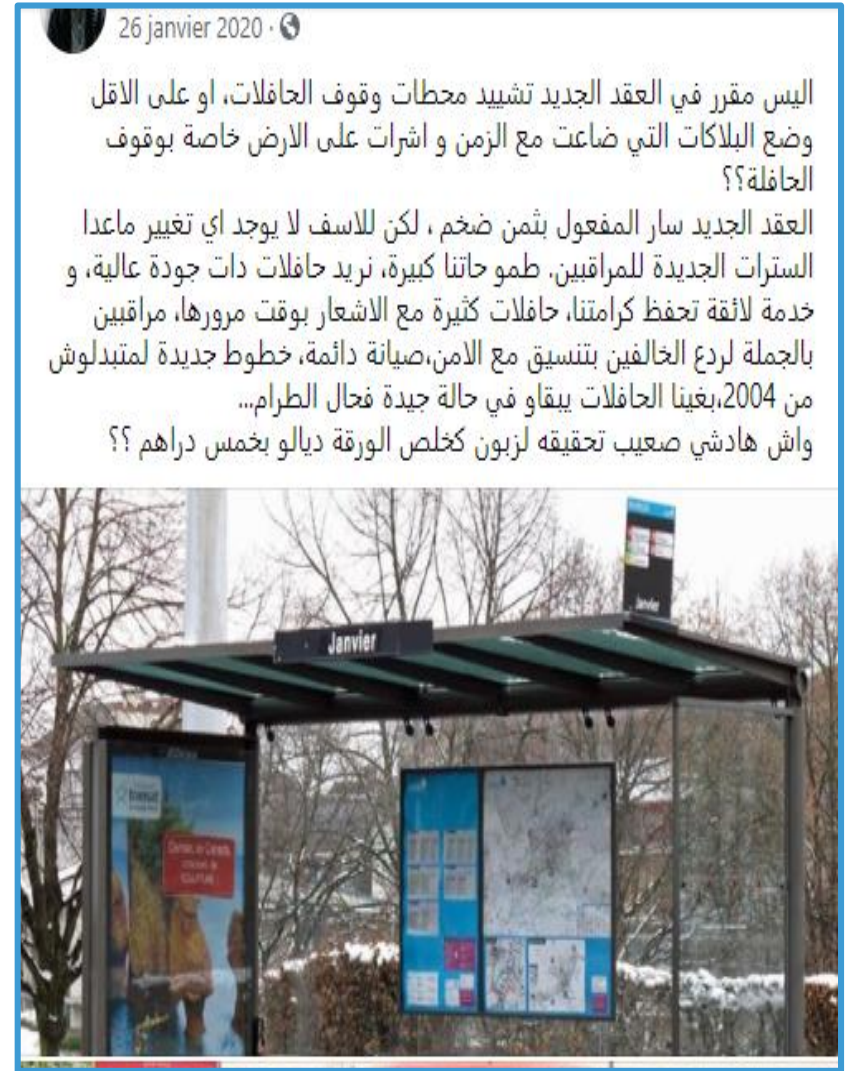 26 janvier 2020
اليس مقرر في العقد الجديد تشييد محطات وقوف الحافلات، او على الاقل
وضع البلاكات التي ضاعت مع الزمن و اشرات على الارض خاصة بوقوف
الحافلة؟؟
العقد الجديد سار المفعول بثمن ضخم ، لكن للاسف لا يوجد اي تغيير ماعدا
السترات الجديدة للمراقبين. طمو حاتنا كبيرة، نريد حافلات دات جودة عالية، و
خدمة لائقة تحفظ كرامتنا، حافلات كثيرة مع الاشعار بوقت مرورها، مراقبين
بالجملة لردع الخالفين بتنسيق مع الامن،صيانة دائمة، خطوط جديدة لمتبدلوش
من 2004،بغينا الحافلات يبقاو في حالة جيدة فحال الطرام...
واش هادشي صعيب تحقيقه لزبون كخلص الورقة ديالو بخمس دراهم ؟؟
Janvier
Janvier